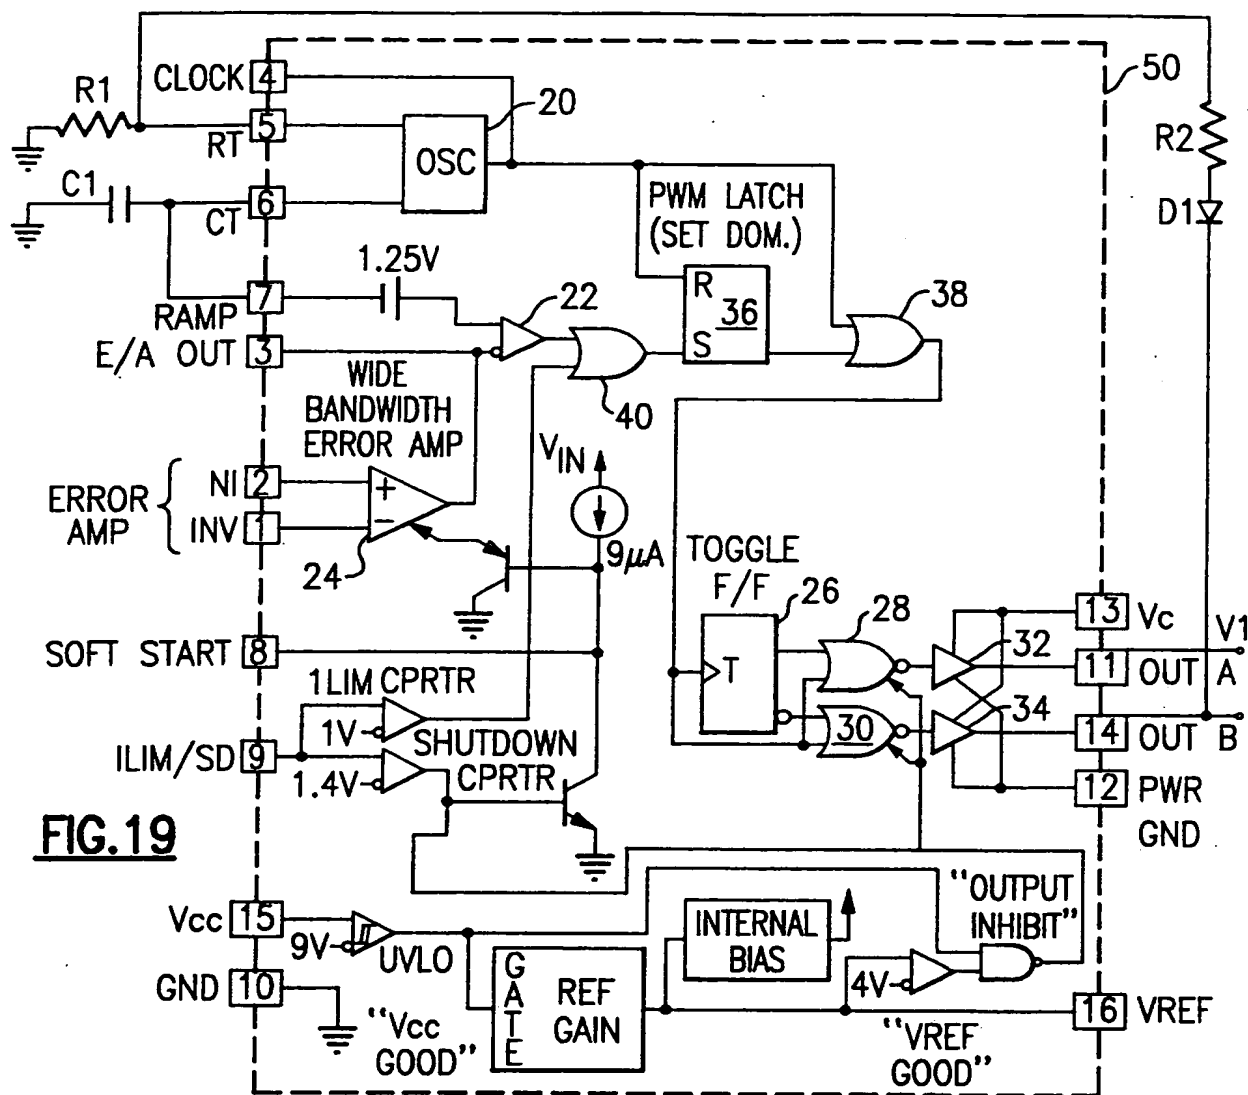 50
CLOCK 4
R1
5
RT
20
OSC
R2
C1
6
CT
PWM LATCH
(SET DOM.)
D1
1.25V
7
RAMP
22
R
36
S
38
E/A OUT 3
WIDE
BANDWIDTH
ERROR AMP
40
VIN
ERROR
AMP
NI 2
+
INV 1
−
24
9μA
TOGGLE
F/F
26
28
T
13 Vc
V1
32
11 OUT A
SOFT START 8
1LIM CPRTR
1V
30
34
14 OUT B
ILIM/SD 9
SHUTDOWN
CPRTR
1.4V
12 PWR
GND
FIG.19
"OUTPUT
INHIBIT"
Vcc 15
9V
UVLO
INTERNAL
BIAS
GATE
REF
GAIN
4V
GND 10
16 VREF
"Vcc
GOOD"
"VREF
GOOD"